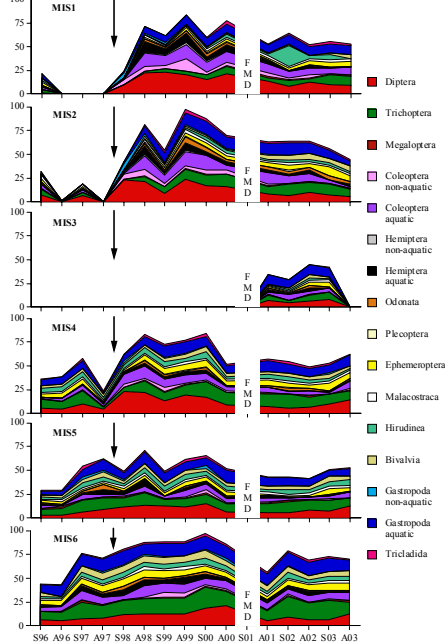 100
75
50
25
0
MIS1
F
M
D
100
75
50
25
0
MIS2
F
M
D
100
75
50
25
0
MIS3
100
75
50
25
0
MIS4
F
M
D
100
75
50
25
0
MIS5
F
M
D
100
75
50
25
0
MIS6
F
M
D
S96 A96 S97 A97 S98 A98 S99 A99 S00 A00 S01 A01 S02 A02 S03 A03
Diptera
Trichoptera
Megaloptera
Coleoptera
non-aquatic
Coleoptera
aquatic
Hemiptera
non-aquatic
Hemiptera
aquatic
Odonata
Plecoptera
Ephemeroptera
Malacostraca
Hirudinea
Bivalvia
Gastropoda
non-aquatic
Gastropoda
aquatic
Tricladida